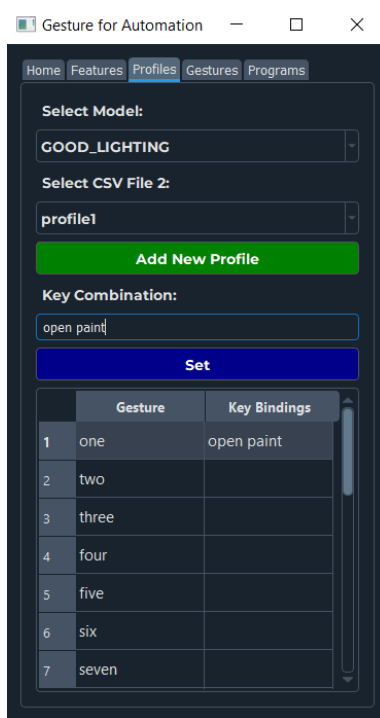 Gesture for Automation
Home Features Profiles Gestures Programs
Select Model:
GOOD_LIGHTING
Select CSV File 2:
profile1
Add New Profile
Key Combination:
open paint
Set
Gesture Key Bindings
1 one open paint
2 two
3 three
4 four
5 five
6 six
7 seven